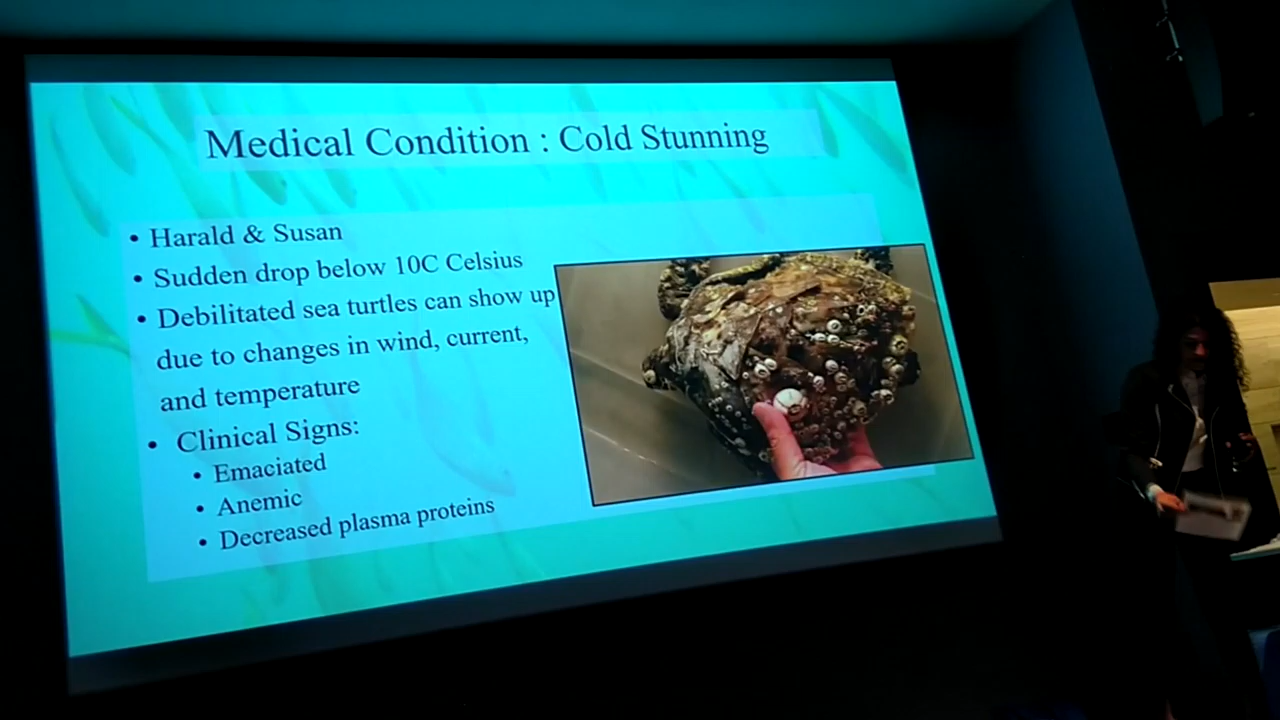 Medical Condition : Cold Stunning
• Harald & Susan
• Sudden drop below 10C Celsius
• Debilitated sea turtles can show up
due to changes in wind, current,
and temperature
• Clinical Signs:
• Emaciated
• Anemic
• Decreased plasma proteins